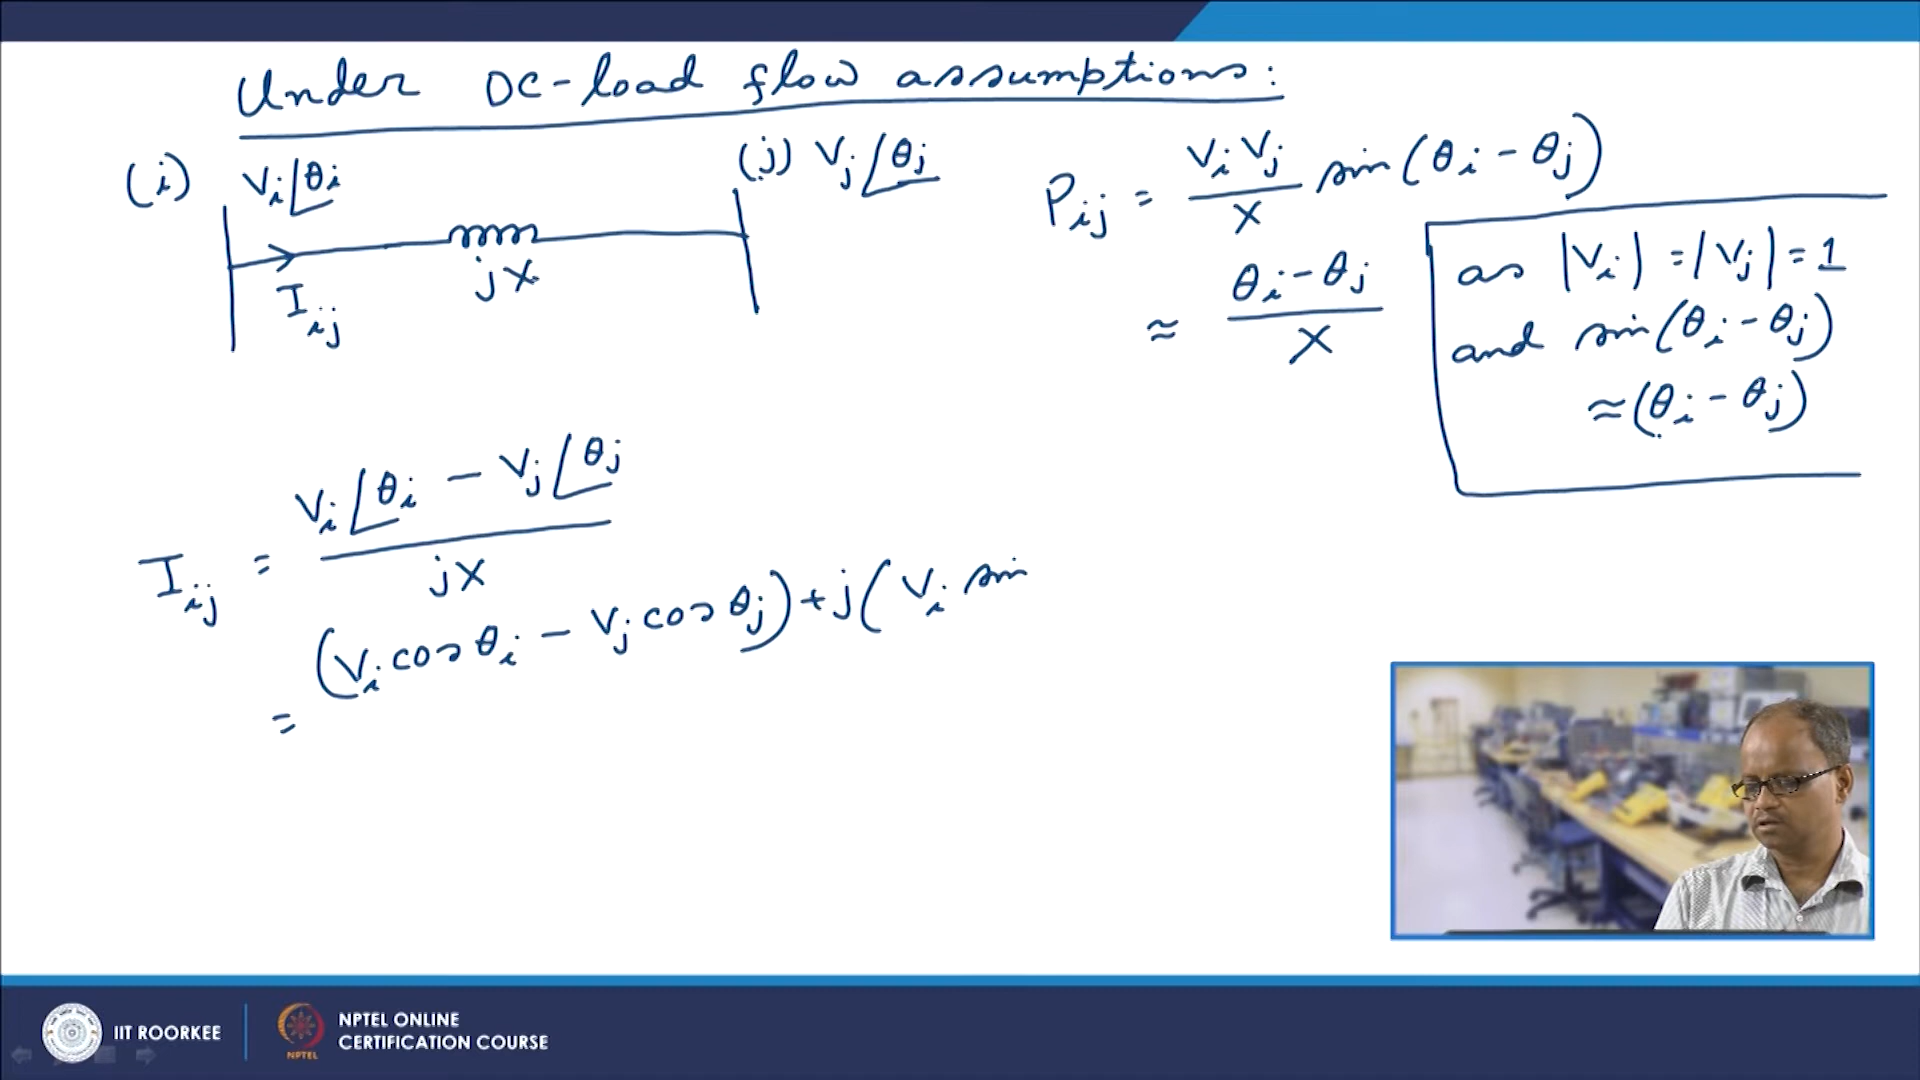 Under DC-load flow assumptions:
(i) Vi∠θi
(j) Vj∠θj
Iij
jX
Pij = ViVj/X sin(θi - θj)
≈ θi - θj/X
as |Vi| = |Vj| = 1
and sin(θi - θj)
≈ (θi - θj)
Iij = Vi∠θi - Vj∠θj/jX
= (Vi cos θi - Vj cos θj) + j(Vi sin
IIT ROORKEE
NPTEL
NPTEL ONLINE
CERTIFICATION COURSE